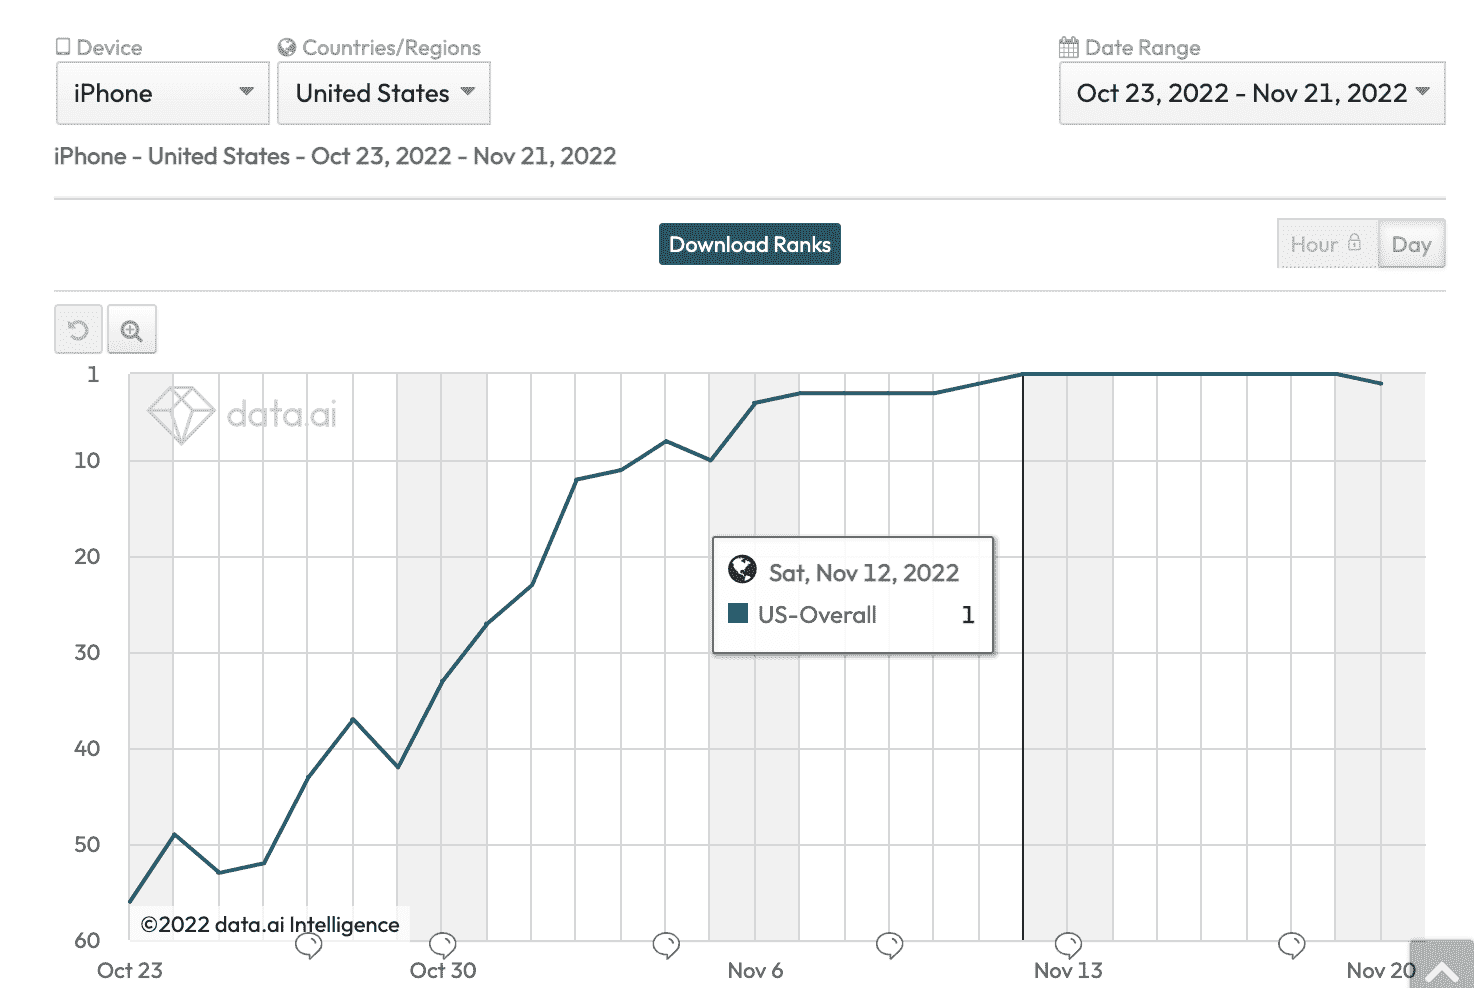 Device Countries/Regions Date Range
iPhone United States Oct 23, 2022 - Nov 21, 2022
iPhone - United States - Oct 23, 2022 - Nov 21, 2022
Download Ranks Hour Day
1
data.ai
10
20
Sat, Nov 12, 2022
US-Overall 1
30
40
50
©2022 data.ai Intelligence
60
Oct 23 Oct 30 Nov 6 Nov 13 Nov 20